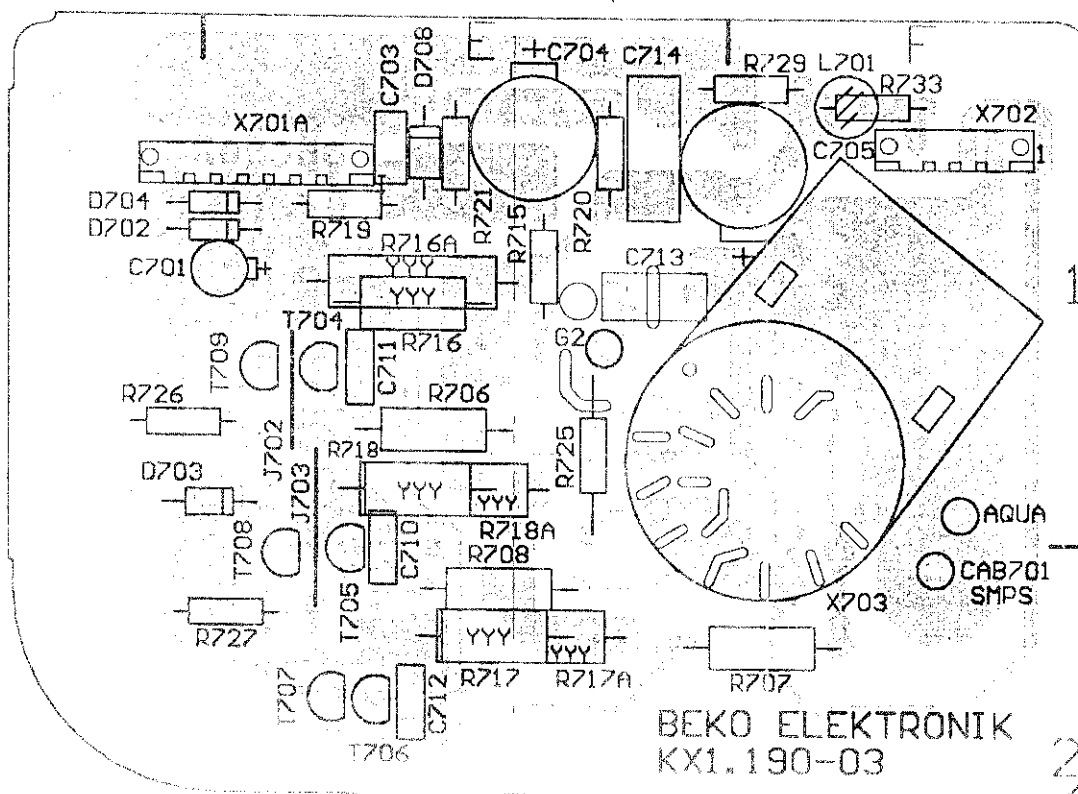 C703
D708
C704
C714
R729
L701
R733
X702
X701A
C705
1
D704
D702
R719
R721
R715
R720
C701
R716A
YYY
YYY
C713
1
T704
R716
G2
T709
C711
R726
R706
J702
R718
R725
D703
J703
YYY
YYY
R718A
AQUA
T708
C710
R708
CAB701
SMPS
T705
X703
R727
YYY
YYY
R717
R717A
R707
T707
C712
T706
BEKO ELEKTRONIK
KX1.190-03
2